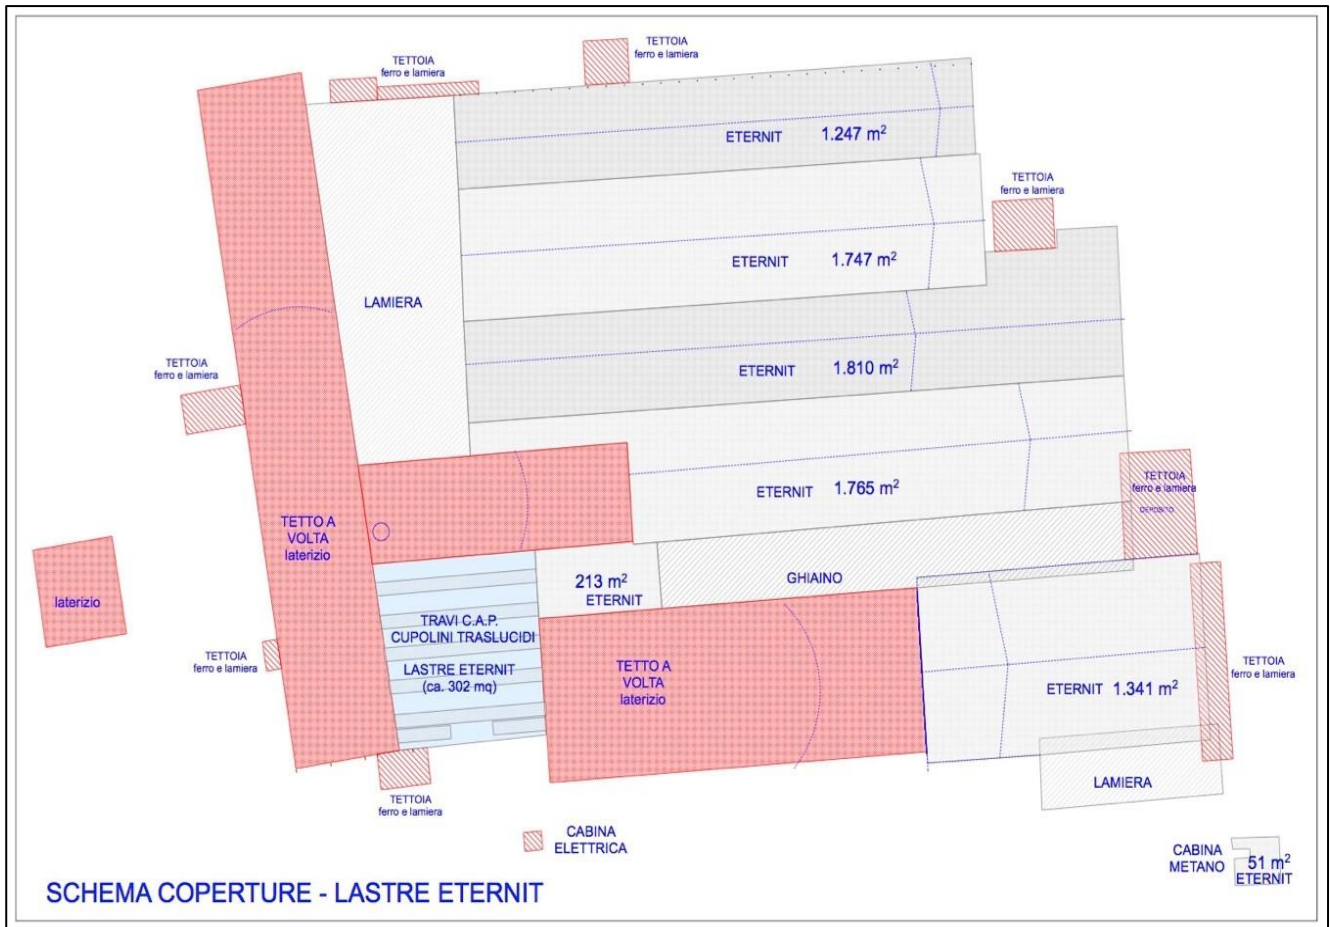 TETTOIA
ferro e lamiera
TETTOIA
ferro e lamiera
ETERNIT 1.247 m²
TETTOIA
ferro e lamiera
ETERNIT 1.747 m²
LAMIERA
TETTOIA
ferro e lamiera
ETERNIT 1.810 m²
ETERNIT 1.765 m²
TETTOIA
ferro e lamiera
DEPOSITO
TETTO A
VOLTA
laterizio
laterizio
213 m²
ETERNIT
GHIAINO
TRAVI C.A.P.
CUPOLINI TRASLUCIDI
LASTRE ETERNIT
(ca. 302 mq)
TETTOIA
ferro e lamiera
TETTO A
VOLTA
laterizio
ETERNIT 1.341 m²
TETTOIA
ferro e lamiera
LAMIERA
TETTOIA
ferro e lamiera
CABINA
ELETTRICA
CABINA
METANO
51 m²
ETERNIT
SCHEMA COPERTURE - LASTRE ETERNIT